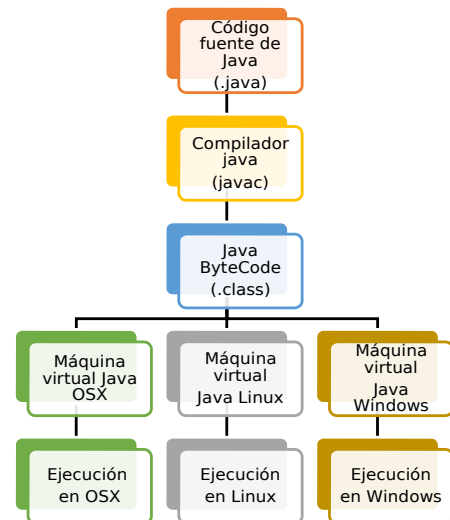 Código
fuente de
Java
(.java)
Compilador
java
(javac)
Java
ByteCode
(.class)
Máquina
virtual Java
OSX
Máquina
virtual
Java Linux
Máquina
virtual
Java
Windows
Ejecución
en OSX
Ejecución
en Linux
Ejecución
en Windows